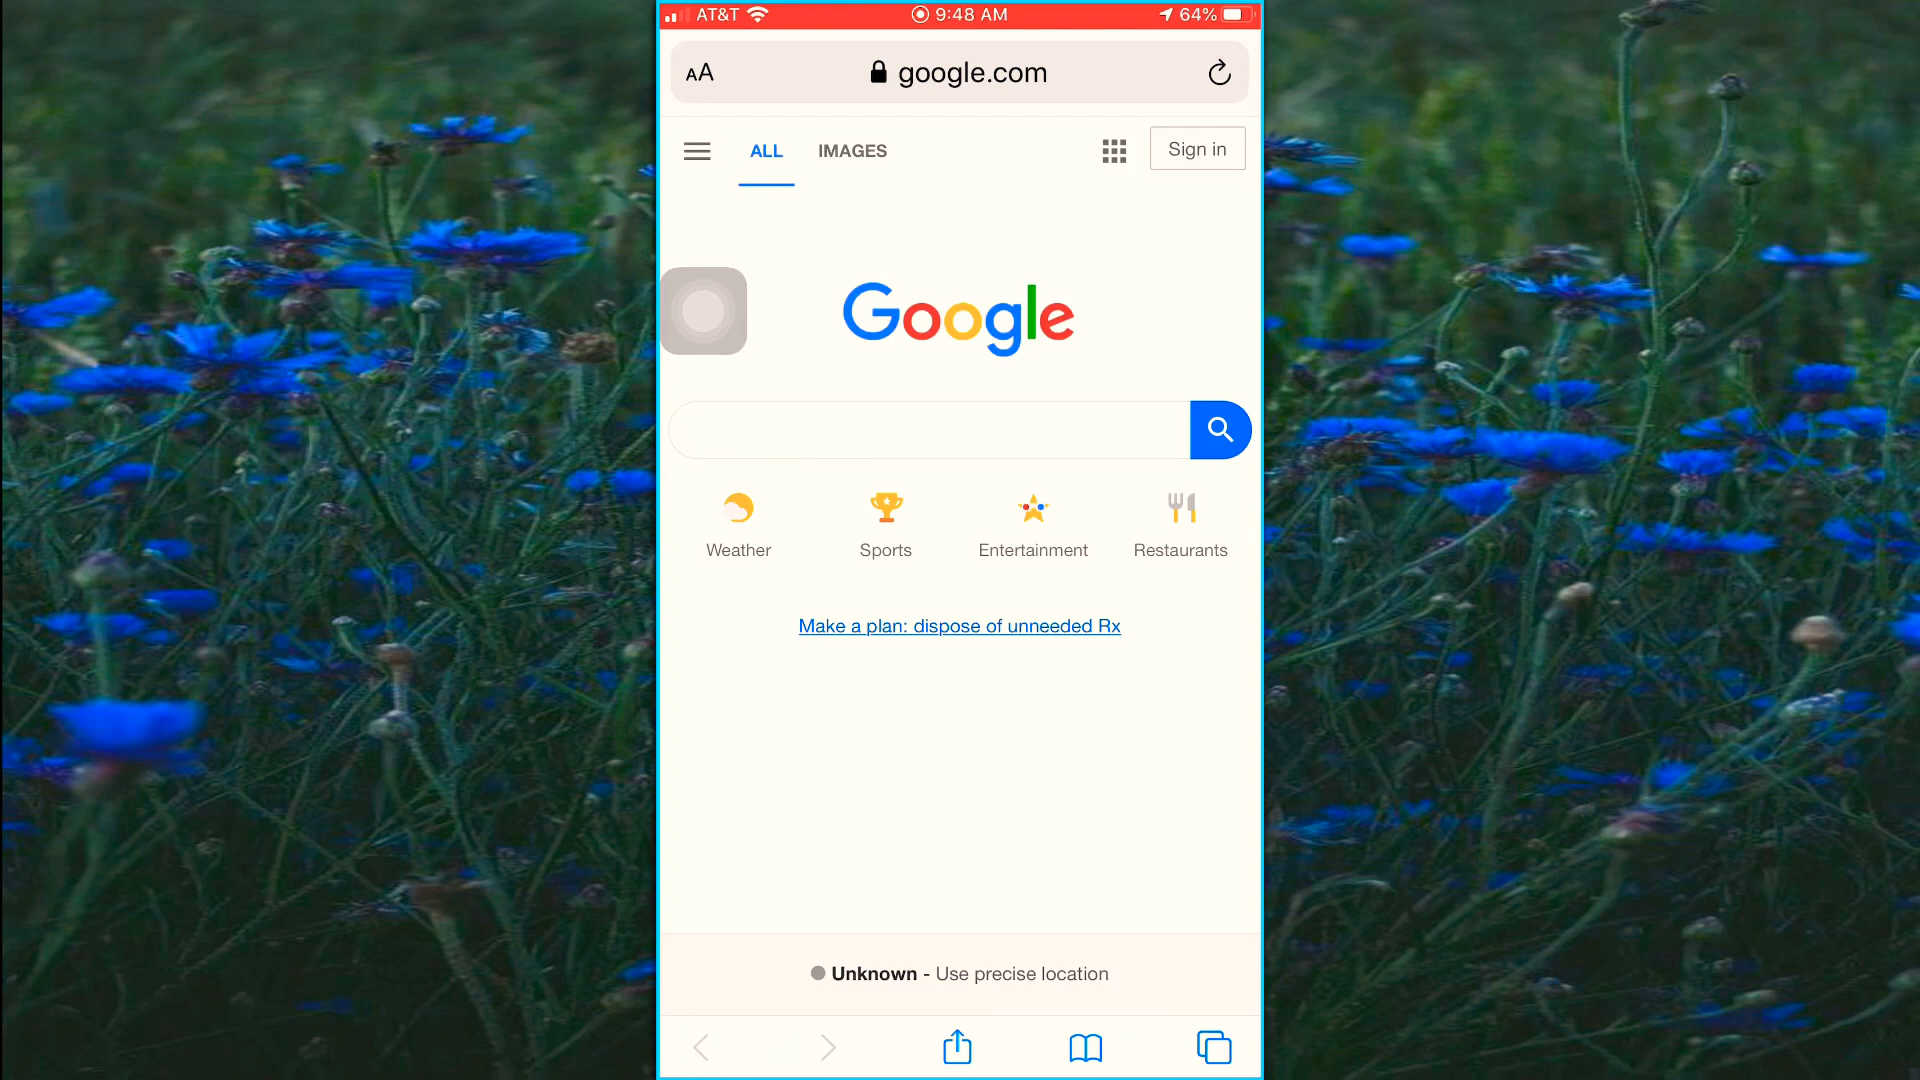 AT&T 9:48 AM 64%
AA google.com
ALL IMAGES Sign in
Google
Weather Sports Entertainment Restaurants
Make a plan: dispose of unneeded Rx
Unknown - Use precise location